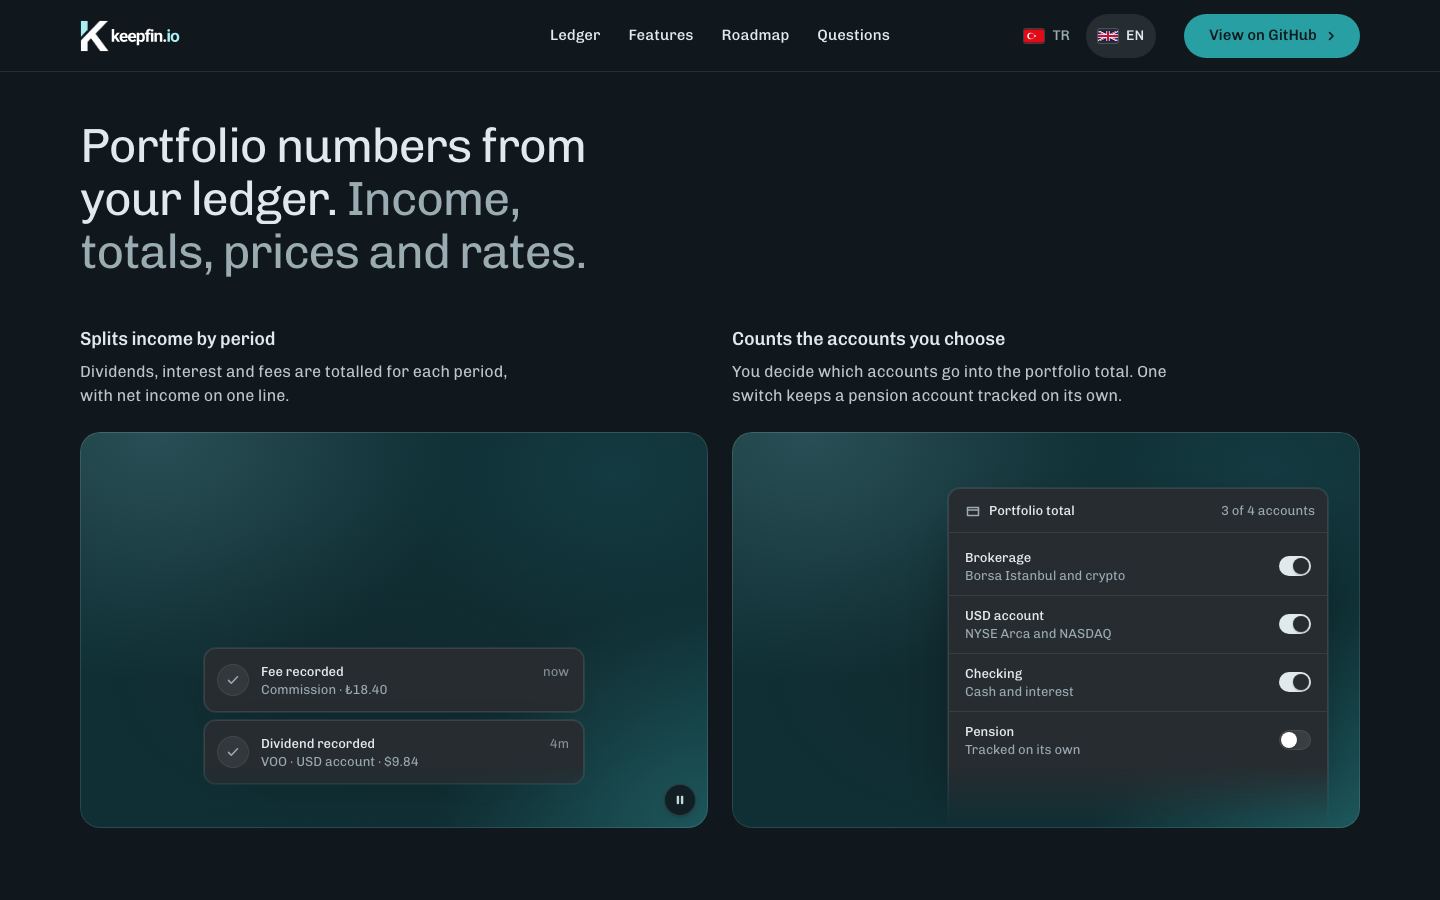 keepfin.io
Ledger
Features
Roadmap
Questions
TR
EN
View on GitHub
Portfolio numbers from
your ledger. Income,
totals, prices and rates.
Splits income by period
Dividends, interest and fees are totalled for each period,
with net income on one line.
Counts the accounts you choose
You decide which accounts go into the portfolio total. One
switch keeps a pension account tracked on its own.
Fee recorded
now
Commission · ₺18.40
Dividend recorded
4m
VOO · USD account · $9.84
Portfolio total
3 of 4 accounts
Brokerage
Borsa Istanbul and crypto
USD account
NYSE Arca and NASDAQ
Checking
Cash and interest
Pension
Tracked on its own